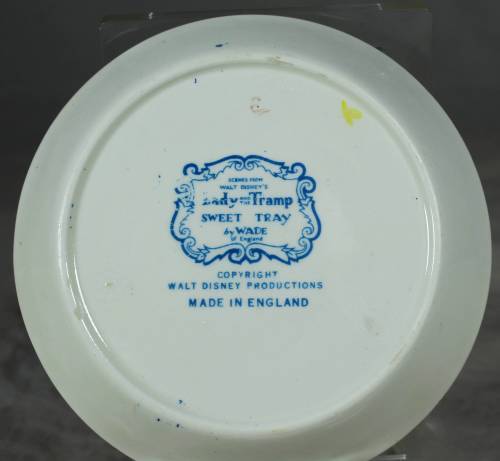 SCENES FROM
WALT DISNEY'S
Lady AND THE Tramp
SWEET TRAY
by WADE
of England
COPYRIGHT
WALT DISNEY PRODUCTIONS
MADE IN ENGLAND